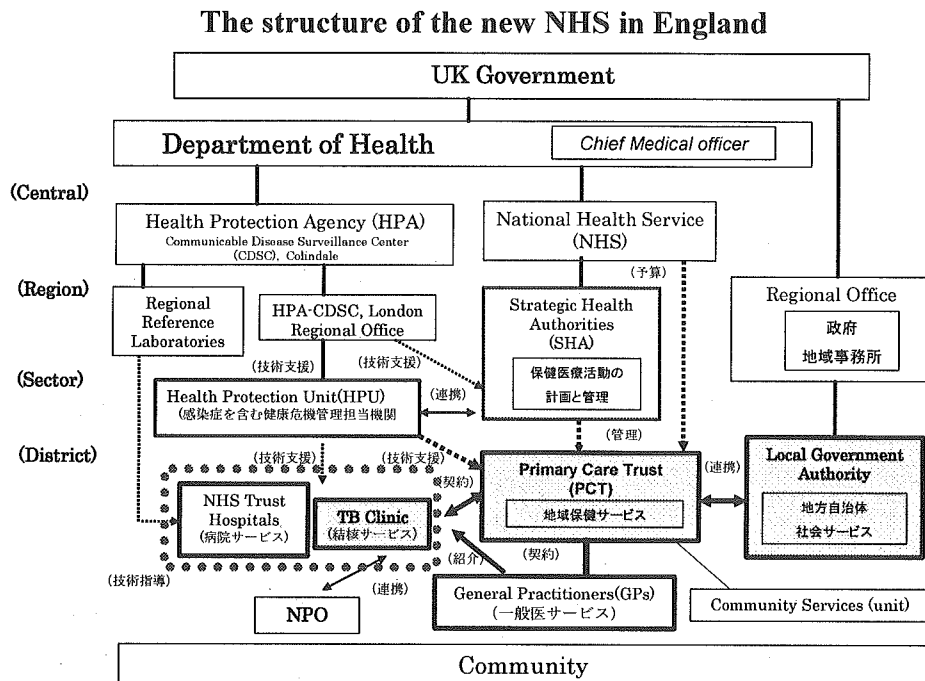 The structure of the new NHS in England
UK Government
Department of Health
Chief Medical officer
(Central)
Health Protection Agency (HPA)
Communicable Disease Surveillance Center
(CDSC), Colindale
National Health Service
(NHS)
(予算)
(Region)
Regional
Reference
Laboratories
HPA-CDSC, London
Regional Office
Strategic Health
Authorities
(SHA)
保健医療活動の
計画と管理
Regional Office
政府
地域事務所
(技術支援)
(技術支援)
(Sector)
Health Protection Unit(HPU)
(感染症を含む健康危機管理担当機関
(連携)
(管理)
(District)
(技術支援)
(技術支援)
NHS Trust
Hospitals
(病院サービス)
TB Clinic
(結核サービス)
(契約)
Primary Care Trust
(PCT)
地域保健サービス
(連携)
Local Government
Authority
地方自治体
社会サービス
(技術指導)
(連携)
(紹介)
(契約)
NPO
General Practitioners(GPs)
(一般医サービス)
Community Services (unit)
Community